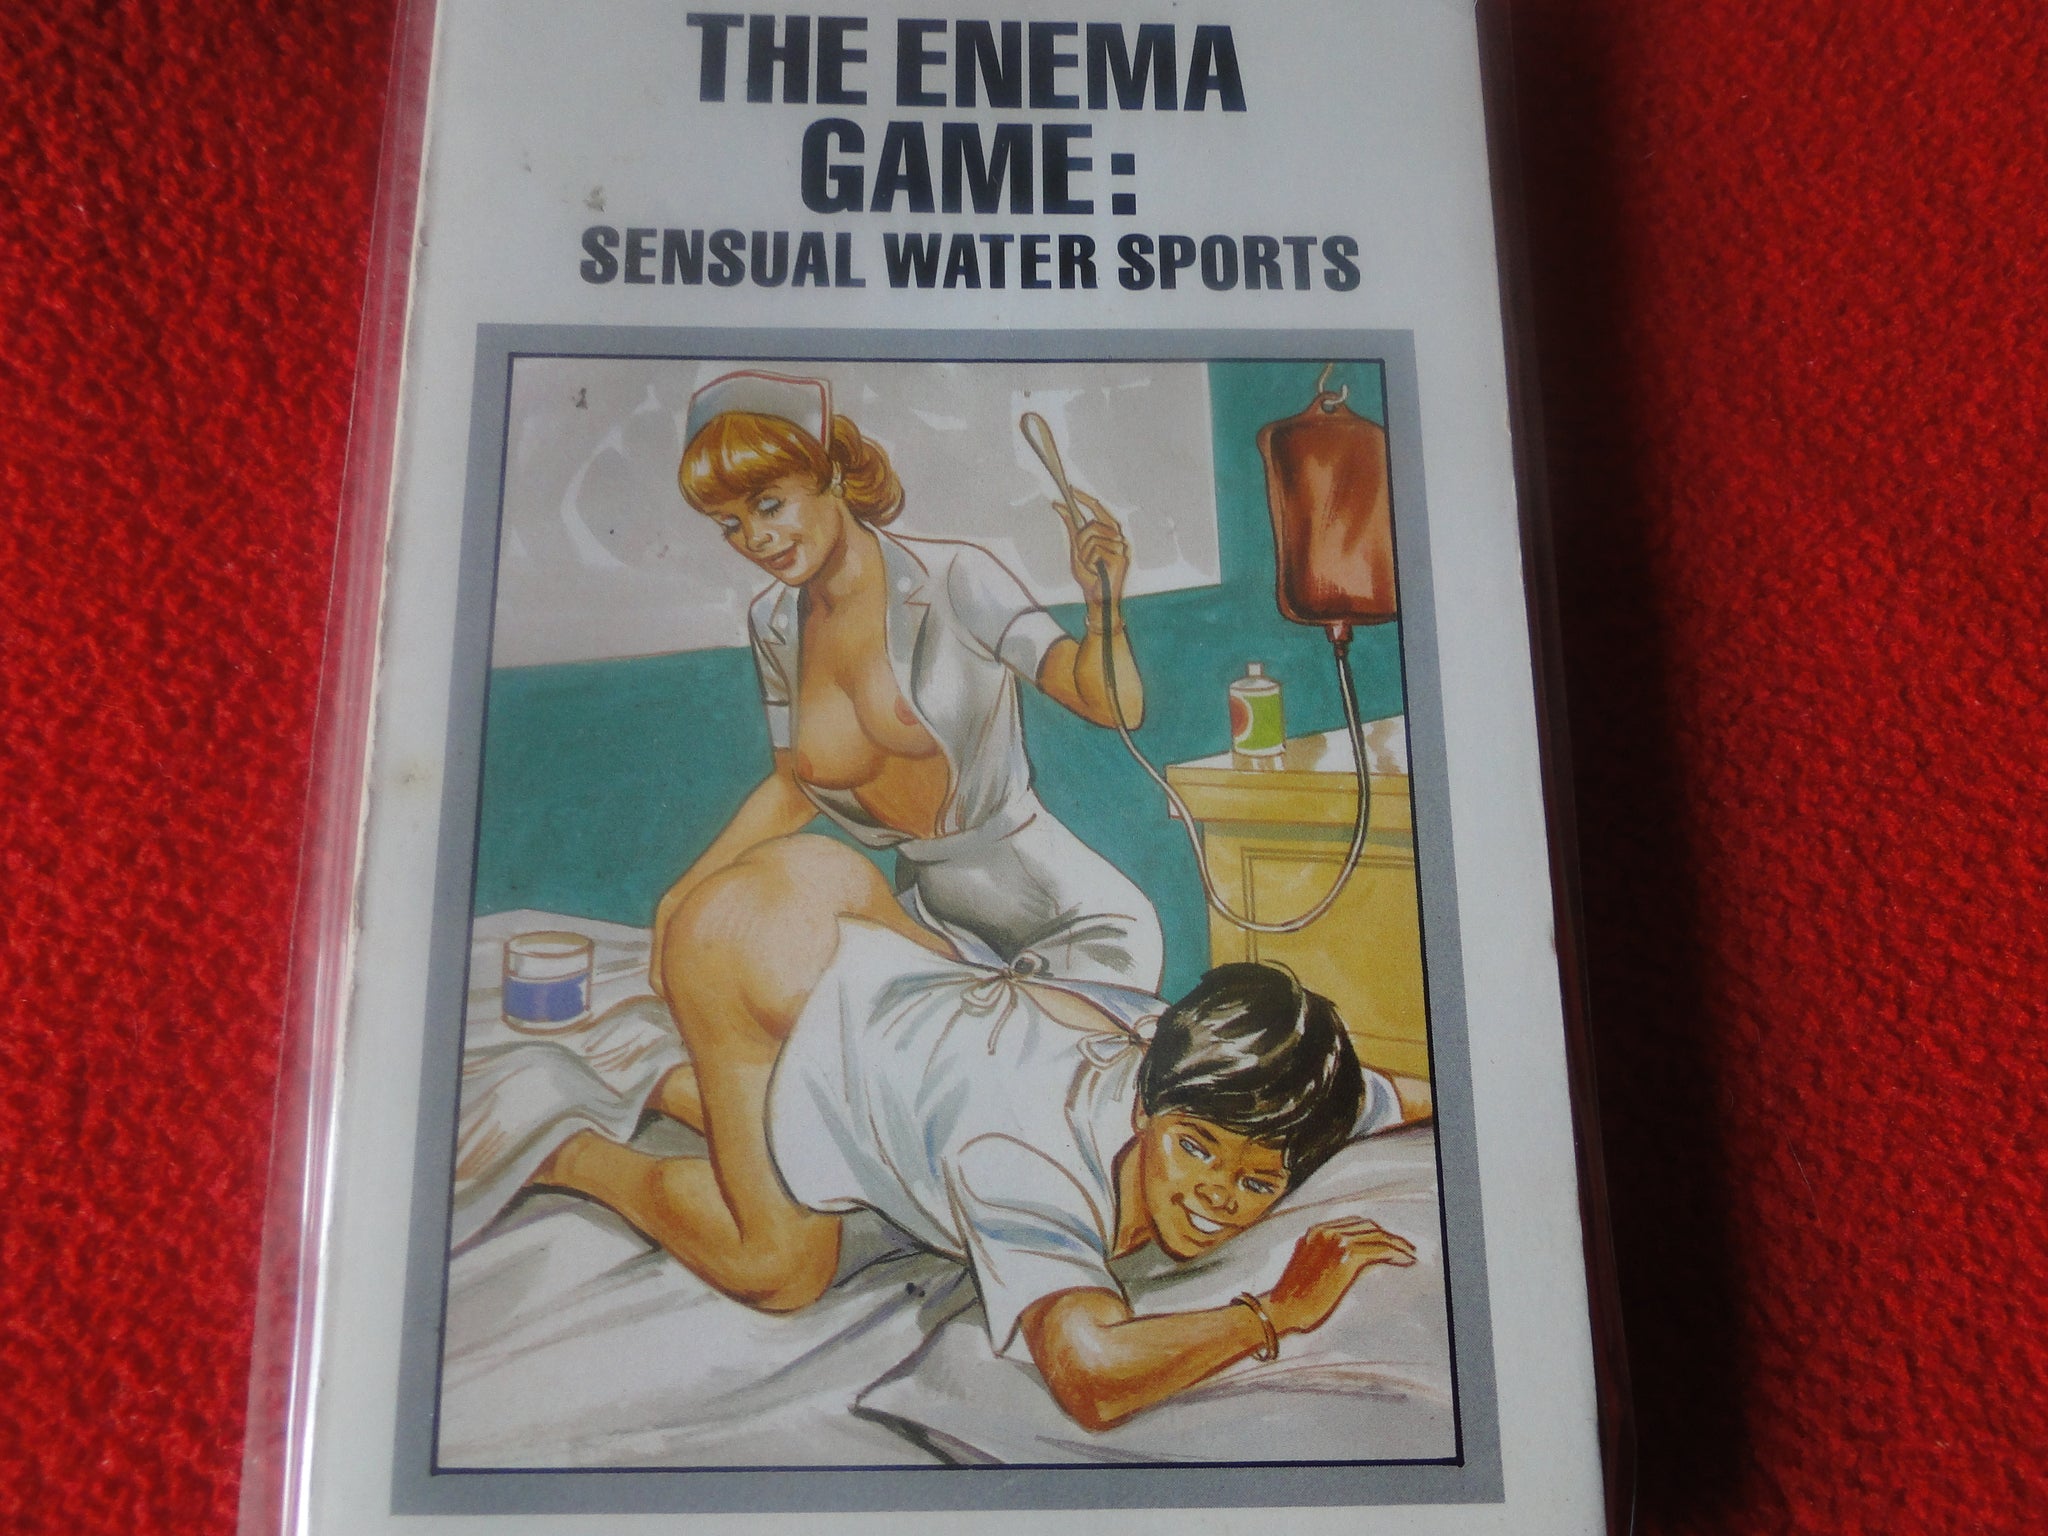 THE ENEMA
GAME:
SENSUAL WATER SPORTS